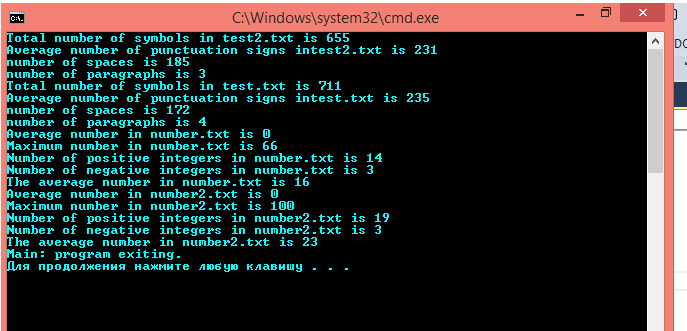 C:\Windows\system32\cmd.exe
Total number of symbols in test2.txt is 655
Average number of punctuation signs intest2.txt is 231
number of spaces is 185
number of paragraphs is 3
Total number of symbols in test.txt is 711
Average number of punctuation signs intest.txt is 235
number of spaces is 172
number of paragraphs is 4
Average number in number.txt is 0
Maximum number in number.txt is 66
Number of positive integers in number.txt is 14
Number of negative integers in number.txt is 3
The average number in number.txt is 16
Average number in number2.txt is 0
Maximum number in number2.txt is 100
Number of positive integers in number2.txt is 19
Number of negative integers in number2.txt is 3
The average number in number2.txt is 23
Main: program exiting.
Для продолжения нажмите любую клавишу . . .